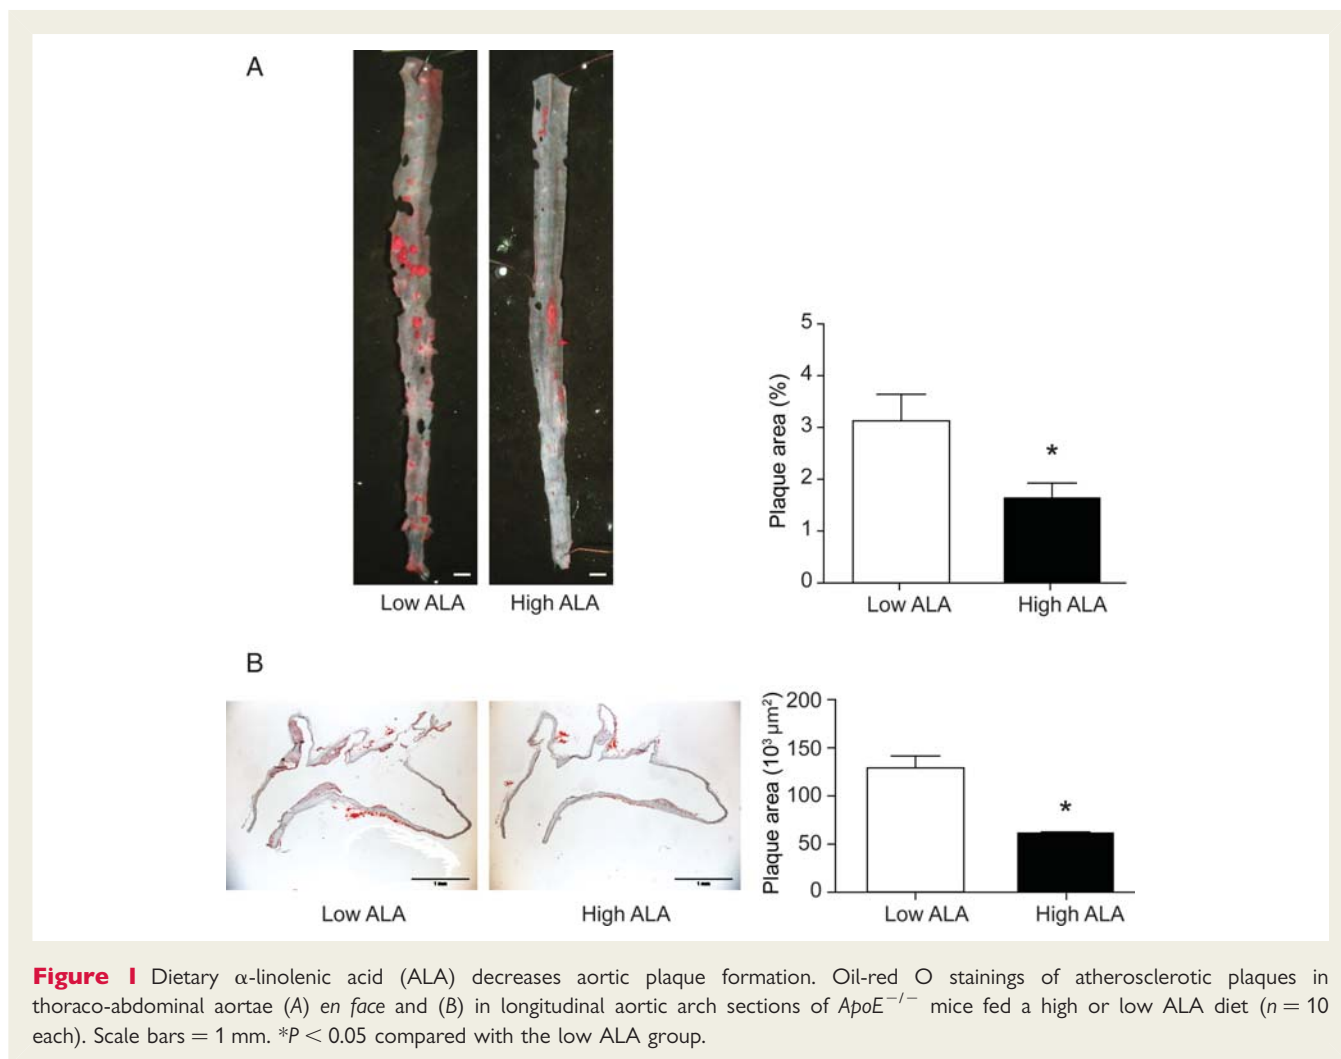 A
Low ALA
High ALA
Plaque area (%)
5
4
3
2
1
0
*
Low ALA
High ALA
B
1 mm
1 mm
Low ALA
High ALA
Plaque area (10³ μm²)
200
150
100
50
0
*
Low ALA
High ALA
Figure 1 Dietary α-linolenic acid (ALA) decreases aortic plaque formation. Oil-red O stainings of atherosclerotic plaques in
thoraco-abdominal aortae (A) en face and (B) in longitudinal aortic arch sections of ApoE⁻/⁻ mice fed a high or low ALA diet (n = 10
each). Scale bars = 1 mm. *P < 0.05 compared with the low ALA group.